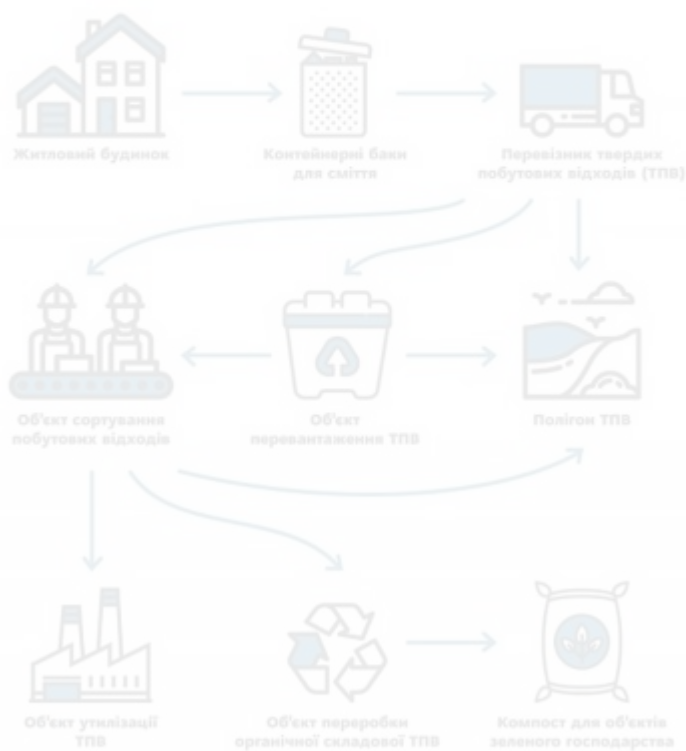 Житловий будинок
Контейнерні баки
для сміття
Перевізник твердих
побутових відходів (ТПВ)
Об'єкт сортування
побутових відходів
Об'єкт
перевантаження ТПВ
Полігон ТПВ
Об'єкт утилізації
ТПВ
Об'єкт переробки
органічної складової ТПВ
Компост для об'єктів
зеленого господарства